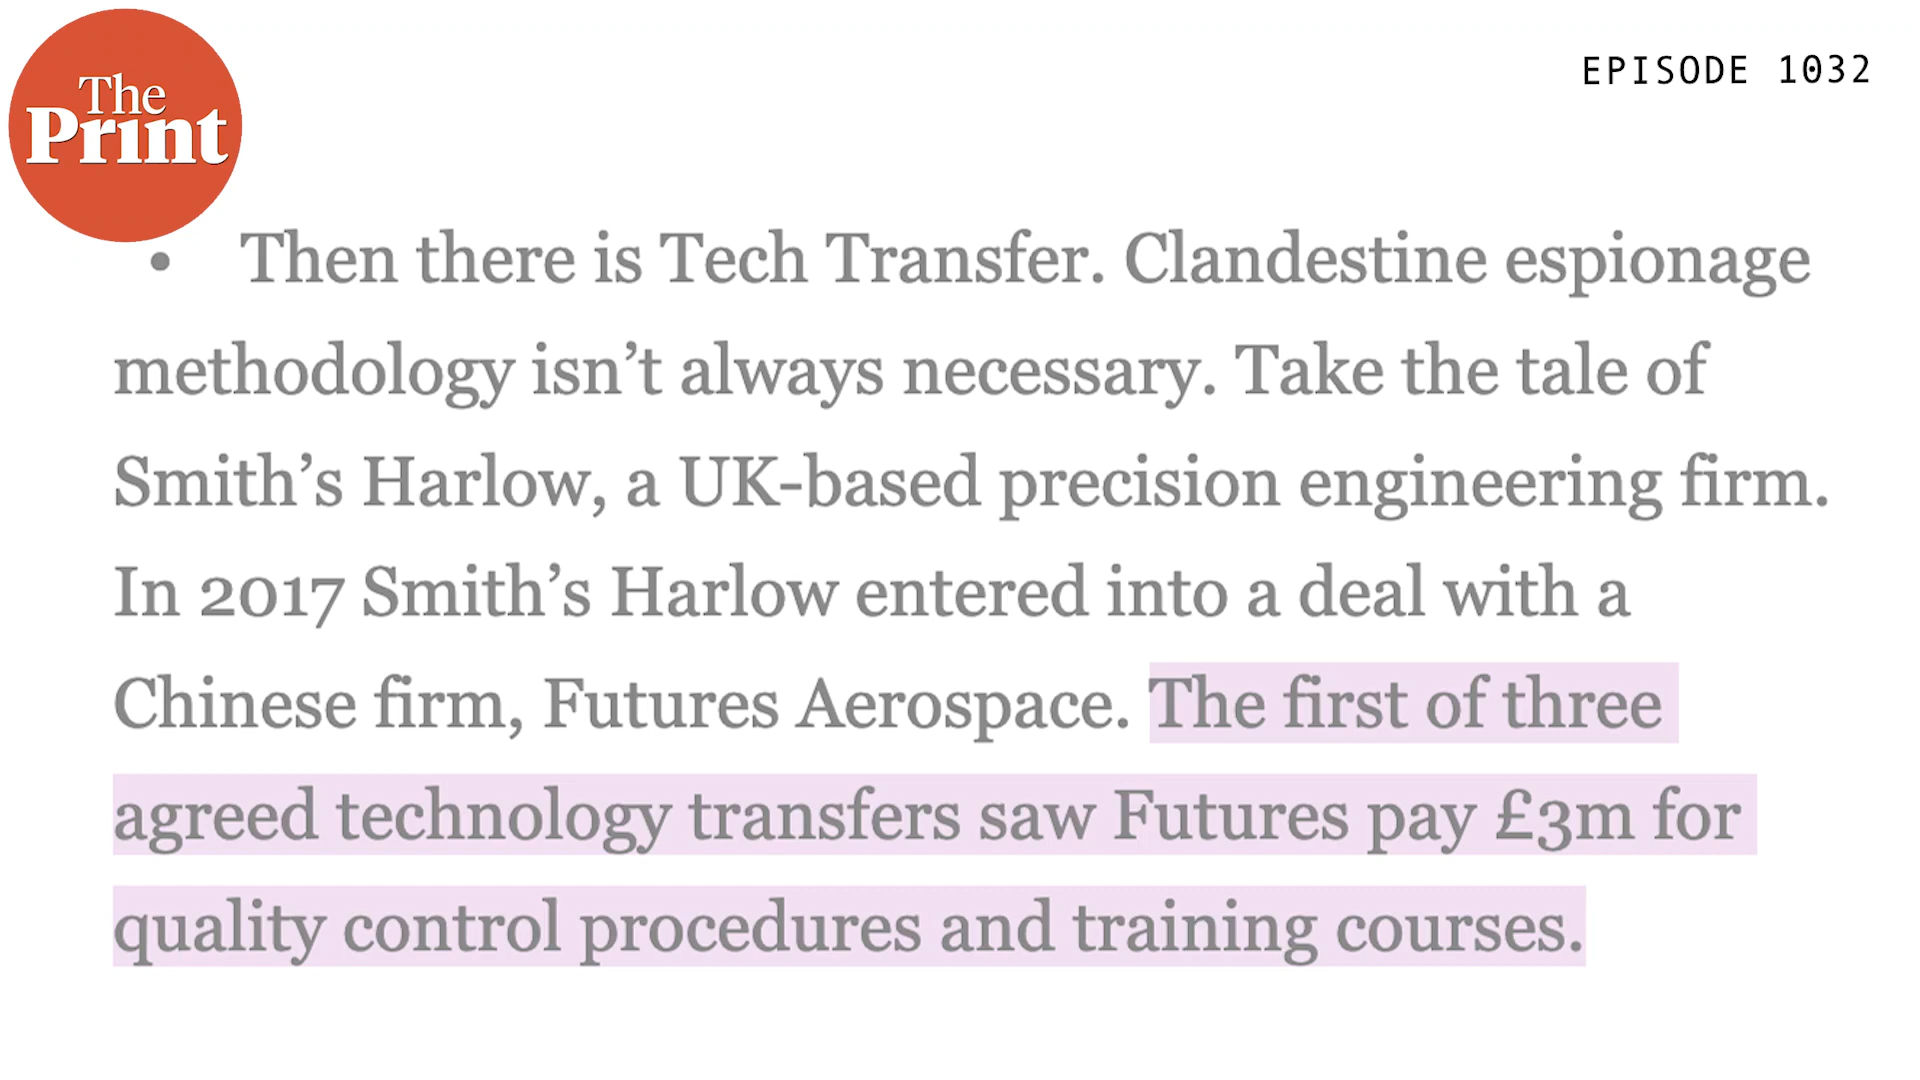 The
Print
EPISODE 1032
• Then there is Tech Transfer. Clandestine espionage
methodology isn’t always necessary. Take the tale of
Smith’s Harlow, a UK-based precision engineering firm.
In 2017 Smith’s Harlow entered into a deal with a
Chinese firm, Futures Aerospace. The first of three
agreed technology transfers saw Futures pay £3m for
quality control procedures and training courses.